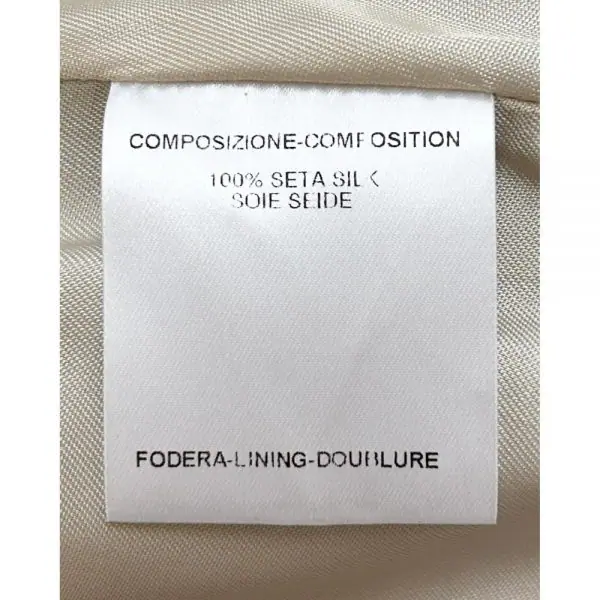 COMPOSIZIONE-COMPOSITION
100% SETA SILK
SOIE SEIDE
FODERA-LINING-DOUBLURE